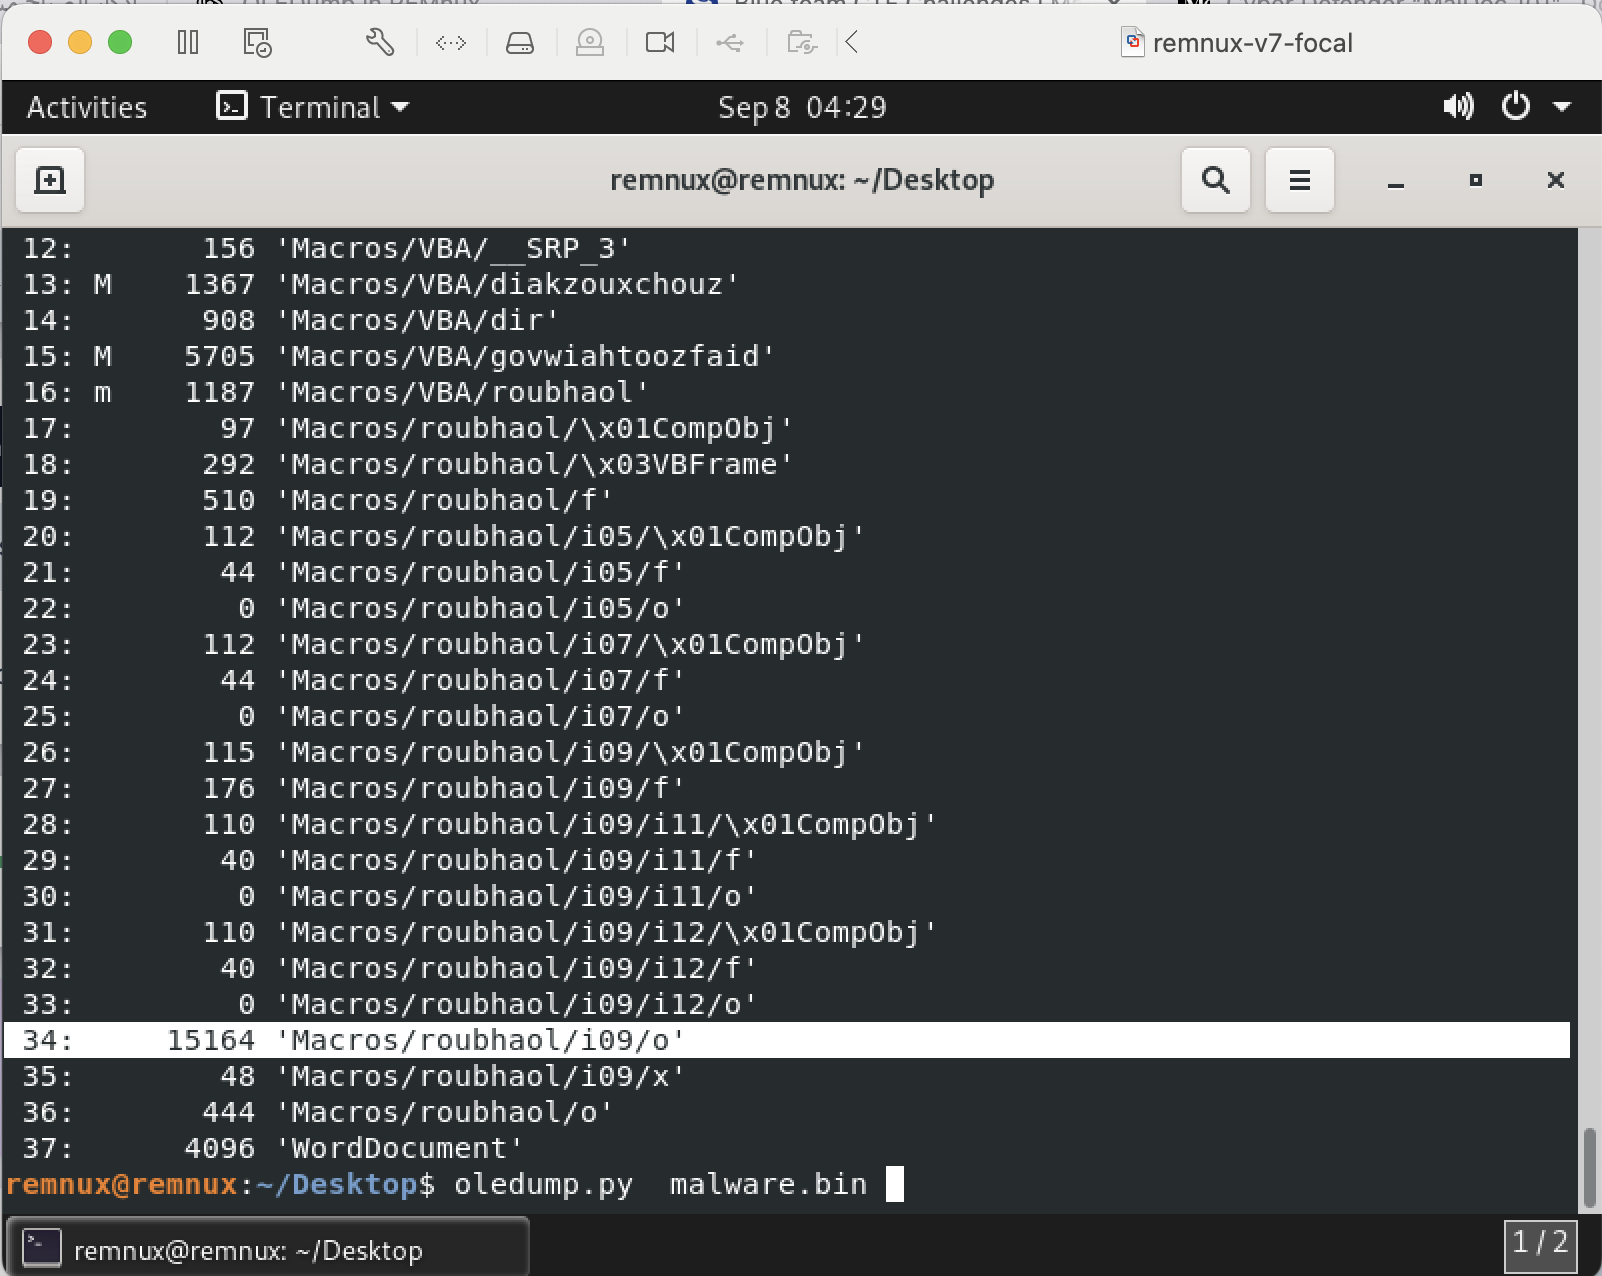 remnux-v7-focal
Activities Terminal Sep 8 04:29
remnux@remnux: ~/Desktop
12: 156 'Macros/VBA/__SRP_3'
13: M 1367 'Macros/VBA/diakzouxchouz'
14: 908 'Macros/VBA/dir'
15: M 5705 'Macros/VBA/govwiahtoozfaid'
16: m 1187 'Macros/VBA/roubhaol'
17: 97 'Macros/roubhaol/\x01CompObj'
18: 292 'Macros/roubhaol/\x03VBFrame'
19: 510 'Macros/roubhaol/f'
20: 112 'Macros/roubhaol/i05/\x01CompObj'
21: 44 'Macros/roubhaol/i05/f'
22: 0 'Macros/roubhaol/i05/o'
23: 112 'Macros/roubhaol/i07/\x01CompObj'
24: 44 'Macros/roubhaol/i07/f'
25: 0 'Macros/roubhaol/i07/o'
26: 115 'Macros/roubhaol/i09/\x01CompObj'
27: 176 'Macros/roubhaol/i09/f'
28: 110 'Macros/roubhaol/i09/i11/\x01CompObj'
29: 40 'Macros/roubhaol/i09/i11/f'
30: 0 'Macros/roubhaol/i09/i11/o'
31: 110 'Macros/roubhaol/i09/i12/\x01CompObj'
32: 40 'Macros/roubhaol/i09/i12/f'
33: 0 'Macros/roubhaol/i09/i12/o'
34: 15164 'Macros/roubhaol/i09/o'
35: 48 'Macros/roubhaol/i09/x'
36: 444 'Macros/roubhaol/o'
37: 4096 'WordDocument'
remnux@remnux:~/Desktop$ oledump.py  malware.bin
remnux@remnux: ~/Desktop 1 / 2